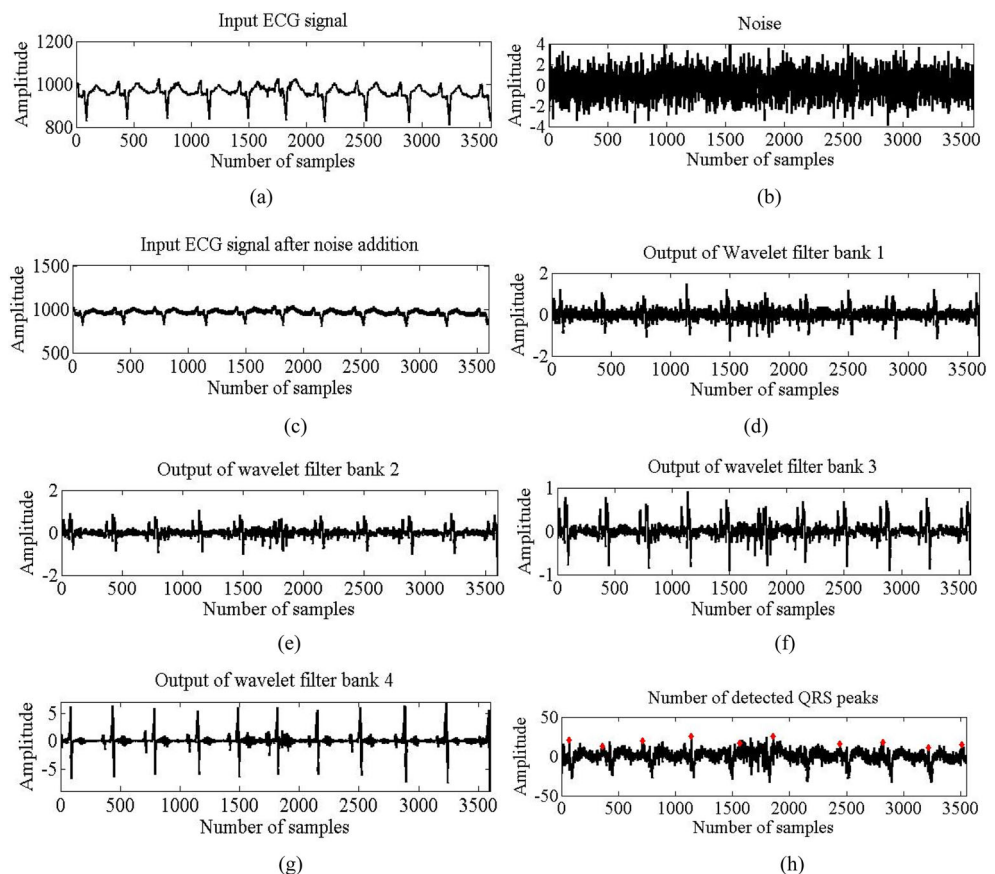 Input ECG signal
1200
1000
800
Amplitude
0 500 1000 1500 2000 2500 3000 3500
Number of samples
(a)
Noise
4
2
0
-2
-4
Amplitude
0 500 1000 1500 2000 2500 3000 3500
Number of samples
(b)
Input ECG signal after noise addition
1500
1000
500
Amplitude
0 500 1000 1500 2000 2500 3000 3500
Number of samples
(c)
Output of Wavelet filter bank 1
2
0
-2
Amplitude
0 500 1000 1500 2000 2500 3000 3500
Number of samples
(d)
Output of wavelet filter bank 2
2
0
-2
Amplitude
0 500 1000 1500 2000 2500 3000 3500
Number of samples
(e)
Output of wavelet filter bank 3
1
0
-1
Amplitude
0 500 1000 1500 2000 2500 3000 3500
Number of samples
(f)
Output of wavelet filter bank 4
5
0
-5
Amplitude
0 500 1000 1500 2000 2500 3000 3500
Number of samples
(g)
Number of detected QRS peaks
50
0
-50
Amplitude
0 500 1000 1500 2000 2500 3000 3500
Number of samples
(h)